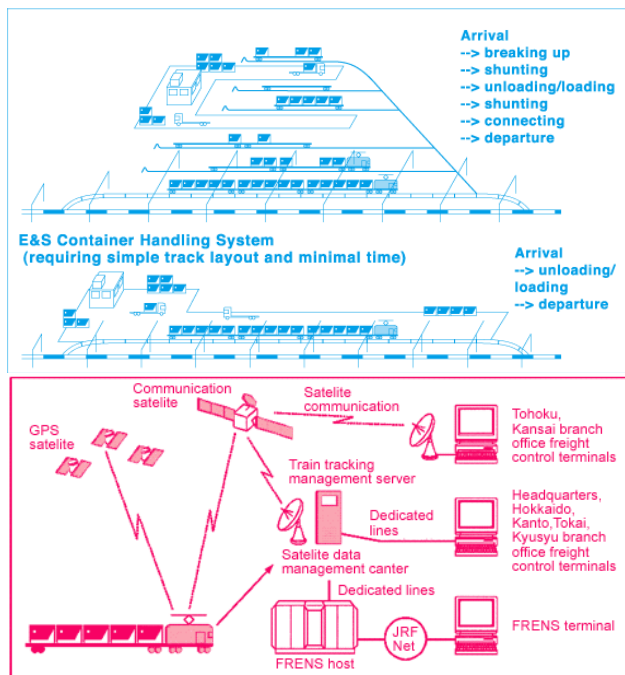 Arrival
--> breaking up
--> shunting
--> unloading/loading
--> shunting
--> connecting
--> departure
E&S Container Handling System
(requiring simple track layout and minimal time)
Arrival
--> unloading/
loading
--> departure
Communication
satellite
Satelite
communication
GPS
satellite
Tohoku,
Kansai branch
office freight
control terminals
Train tracking
management server
Dedicated
lines
Headquarters,
Hokkaido,
Kanto,Tokai,
Kyusyu branch
office freight
control terminals
Satelite data
management canter
Dedicated lines
JRF
Net
FRENS terminal
FRENS host